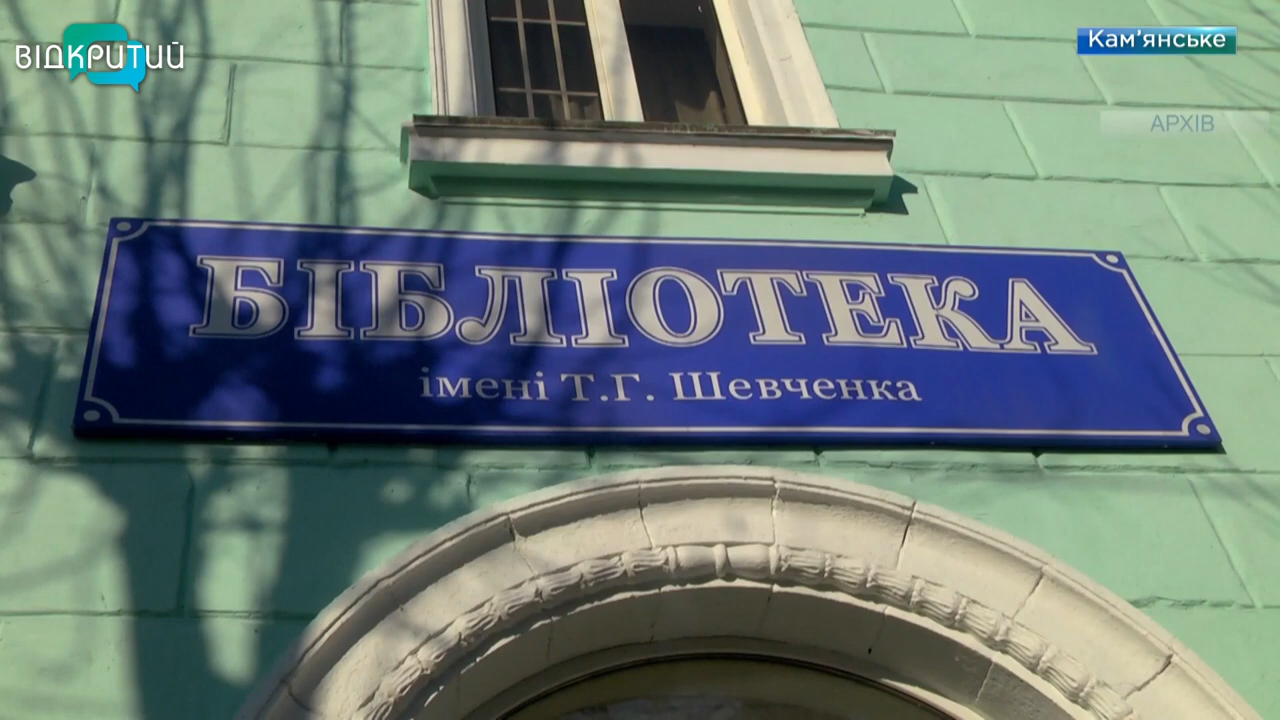 ВІДКРИТИЙ
Кам'янське
АРХІВ
БІБЛІОТЕКА
імені Т.Г. Шевченка